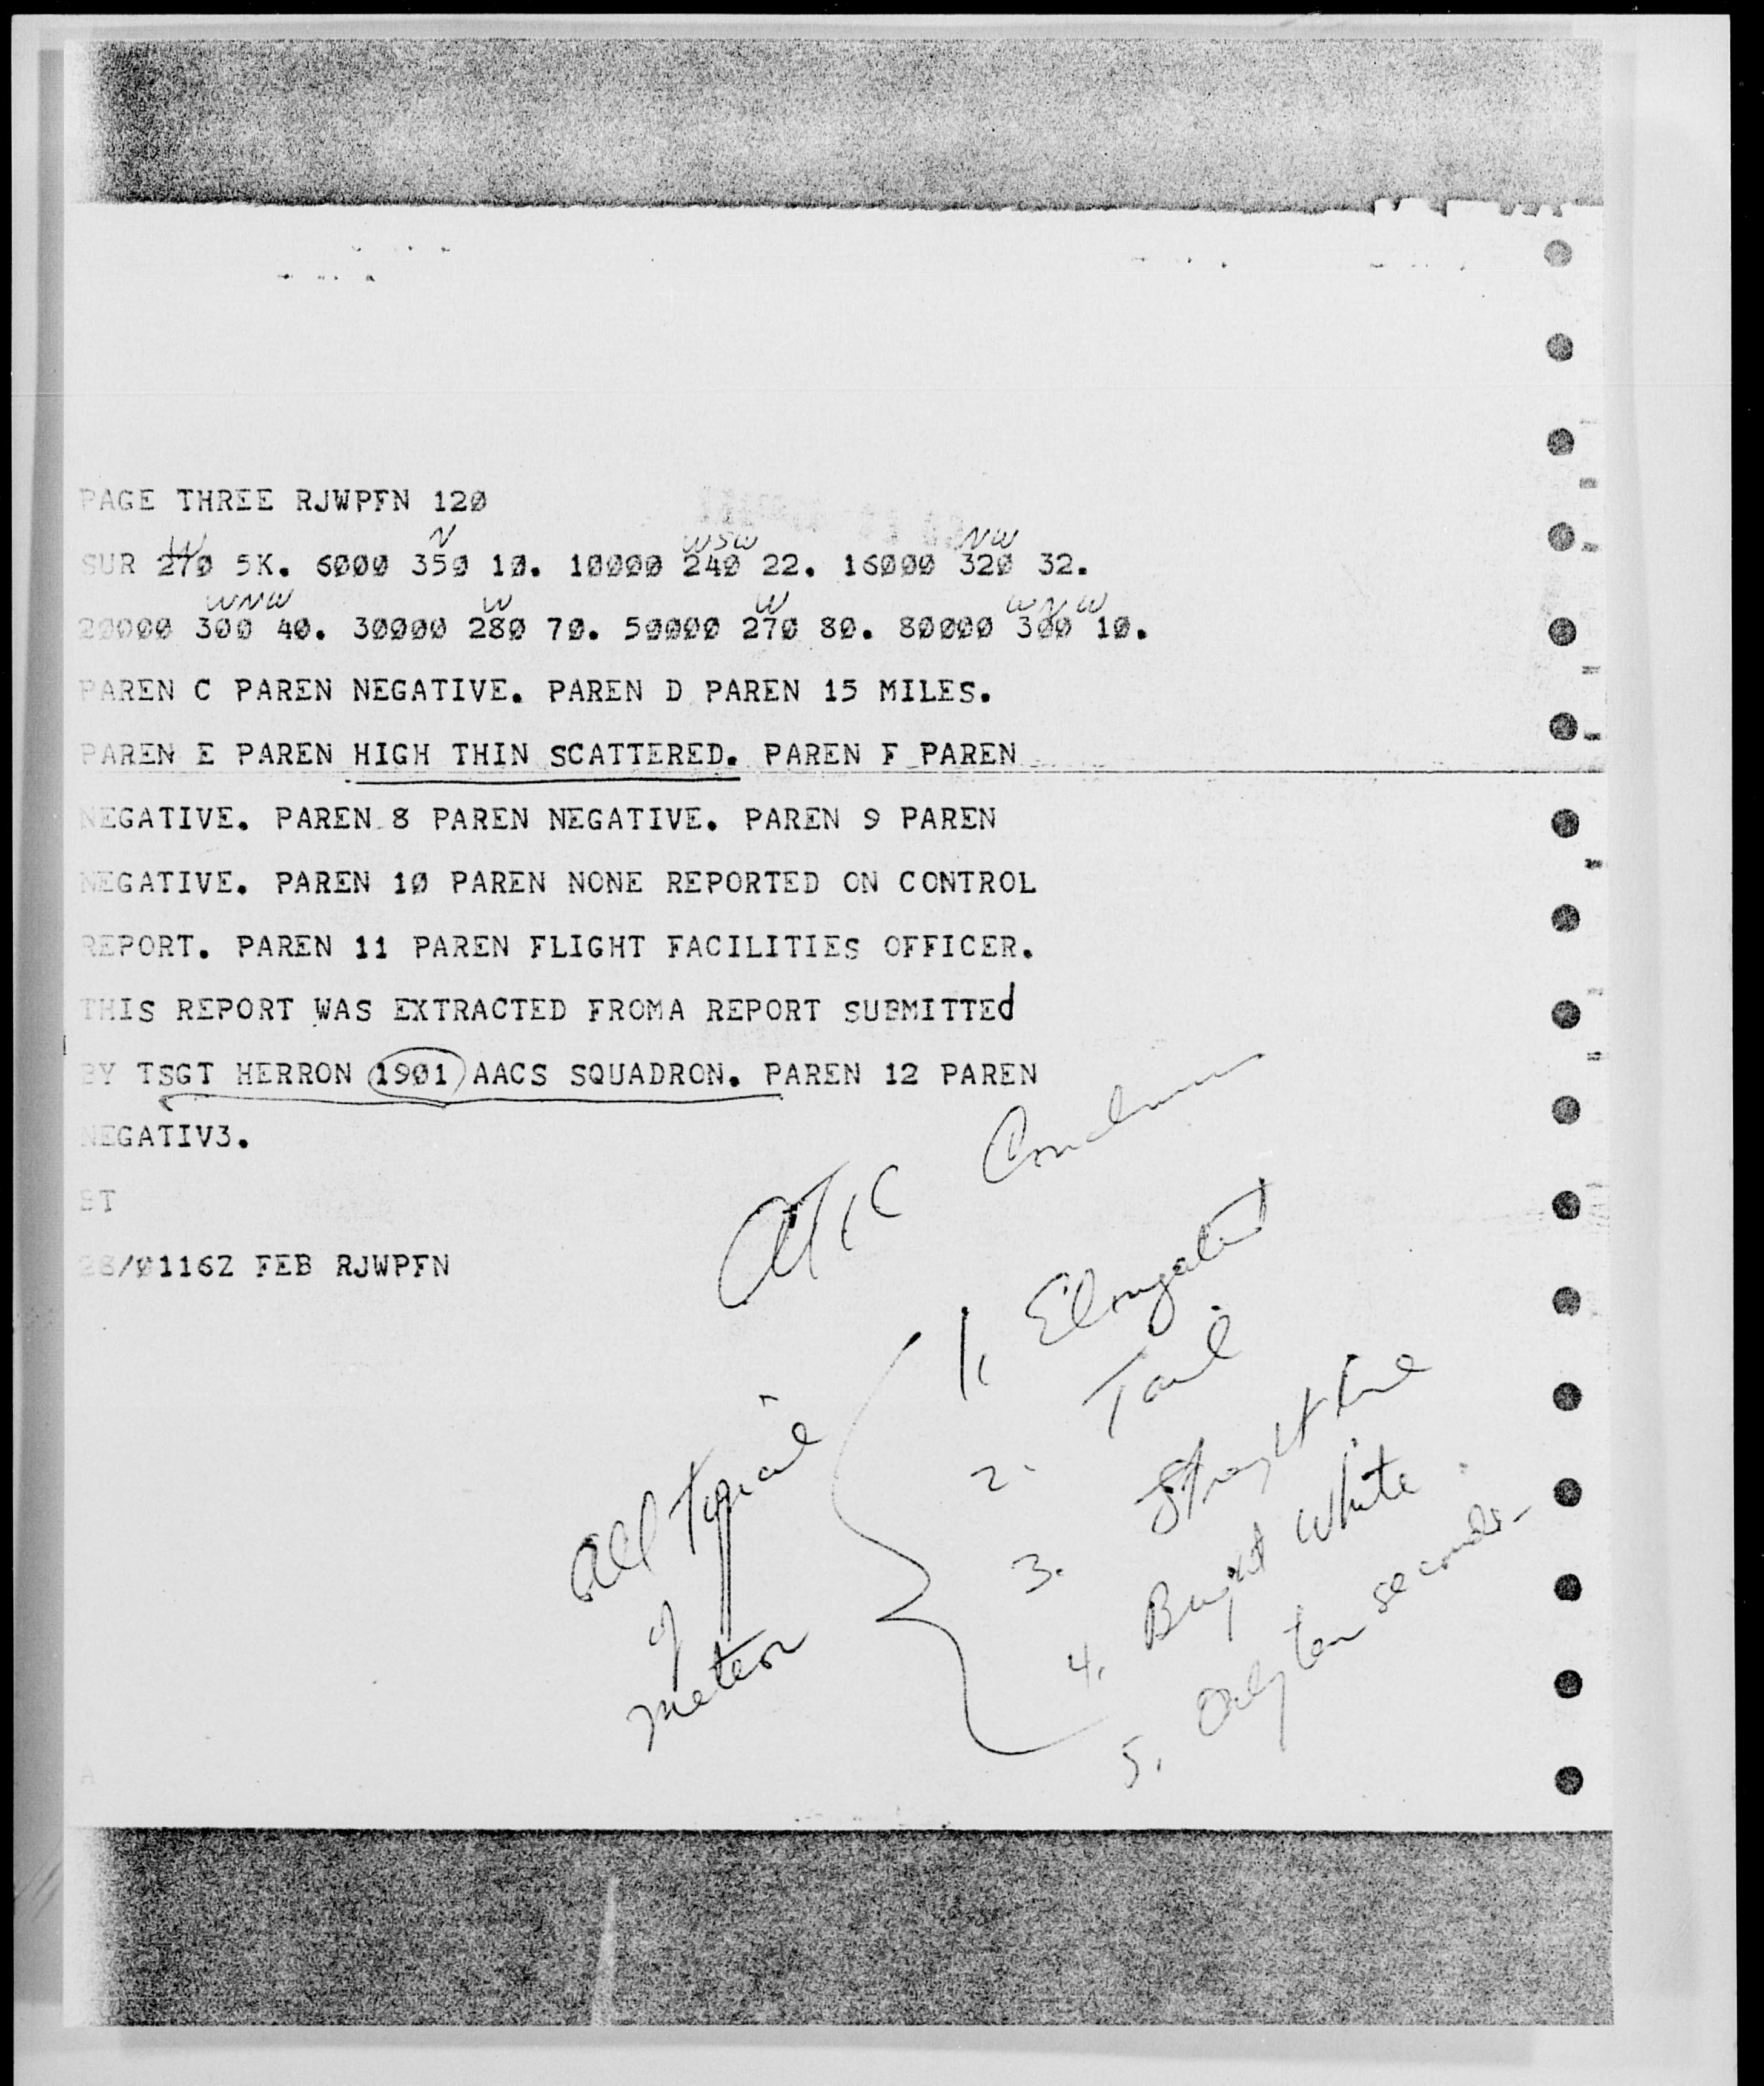 PAGE THREE RJWPFN 120
W N WSW NW
SUR 270 5K. 6000 350 10. 10000 240 22. 16000 320 32.
WNW W W WNW
20000 300 40. 30000 280 70. 50000 270 80. 80000 300 10.
PAREN C PAREN NEGATIVE. PAREN D PAREN 15 MILES.
PAREN E PAREN HIGH THIN SCATTERED. PAREN F PAREN
NEGATIVE. PAREN 8 PAREN NEGATIVE. PAREN 9 PAREN
NEGATIVE. PAREN 10 PAREN NONE REPORTED ON CONTROL
REPORT. PAREN 11 PAREN FLIGHT FACILITIES OFFICER.
THIS REPORT WAS EXTRACTED FROMA REPORT SUBMITTEd
BY TSGT HERRON 1901 AACS SQUADRON. PAREN 12 PAREN
NEGATIV3.
BT
28/0116Z FEB RJWPFN
ATIC
1. Elongated
2. Tail
3. Straight line
4. Bright White
5. Only ten seconds-
All Typical
of
meteor
A